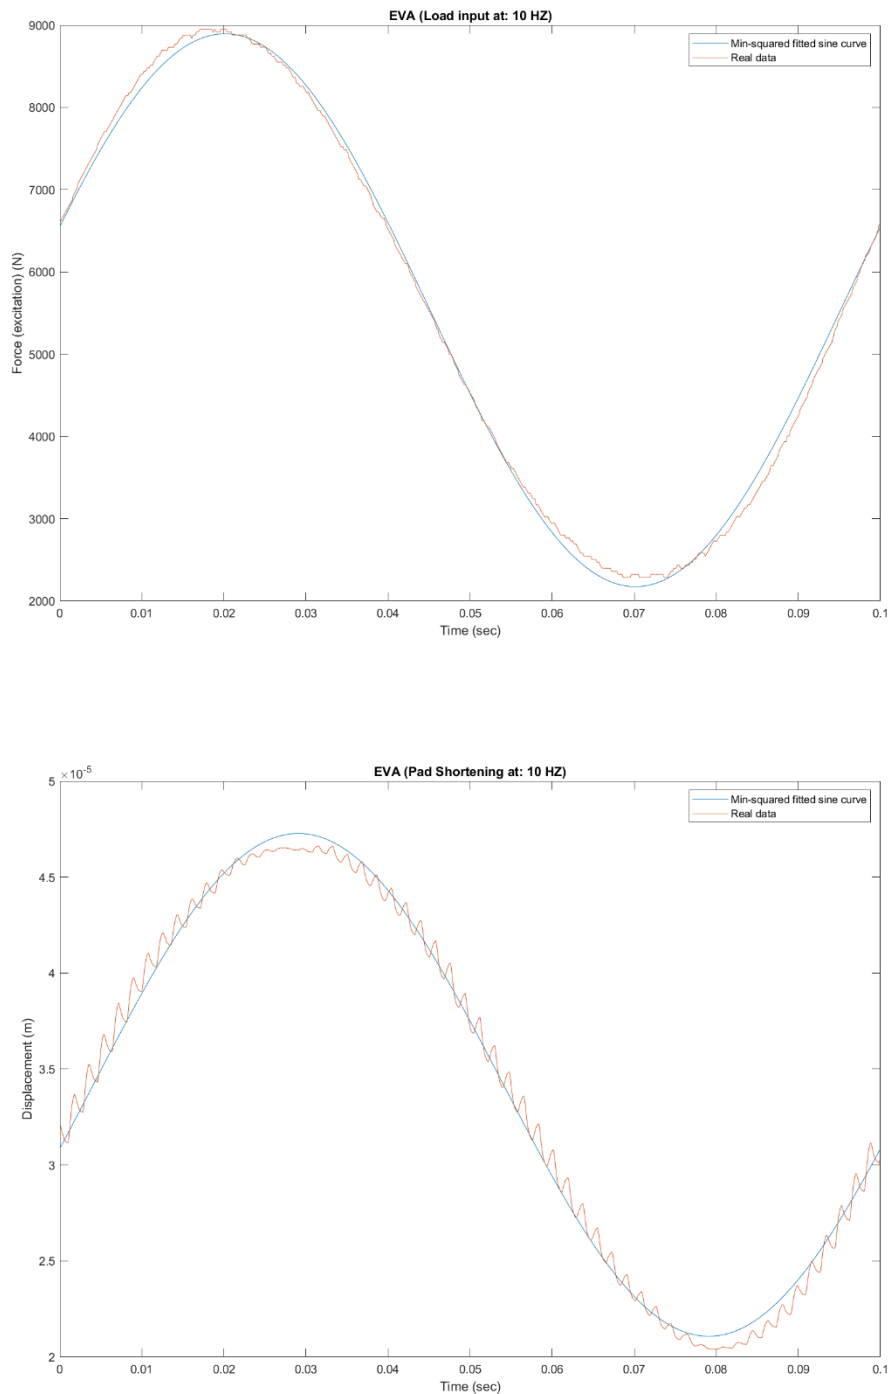 EVA (Load input at: 10 HZ)
Min-squared fitted sine curve
Real data
9000
8000
7000
6000
5000
4000
3000
2000
Force (excitation) (N)
0 0.01 0.02 0.03 0.04 0.05 0.06 0.07 0.08 0.09 0.1
Time (sec)
EVA (Pad Shortening at: 10 HZ)
×10⁻⁵
Min-squared fitted sine curve
Real data
5
4.5
4
3.5
3
2.5
2
Displacement (m)
0 0.01 0.02 0.03 0.04 0.05 0.06 0.07 0.08 0.09 0.1
Time (sec)